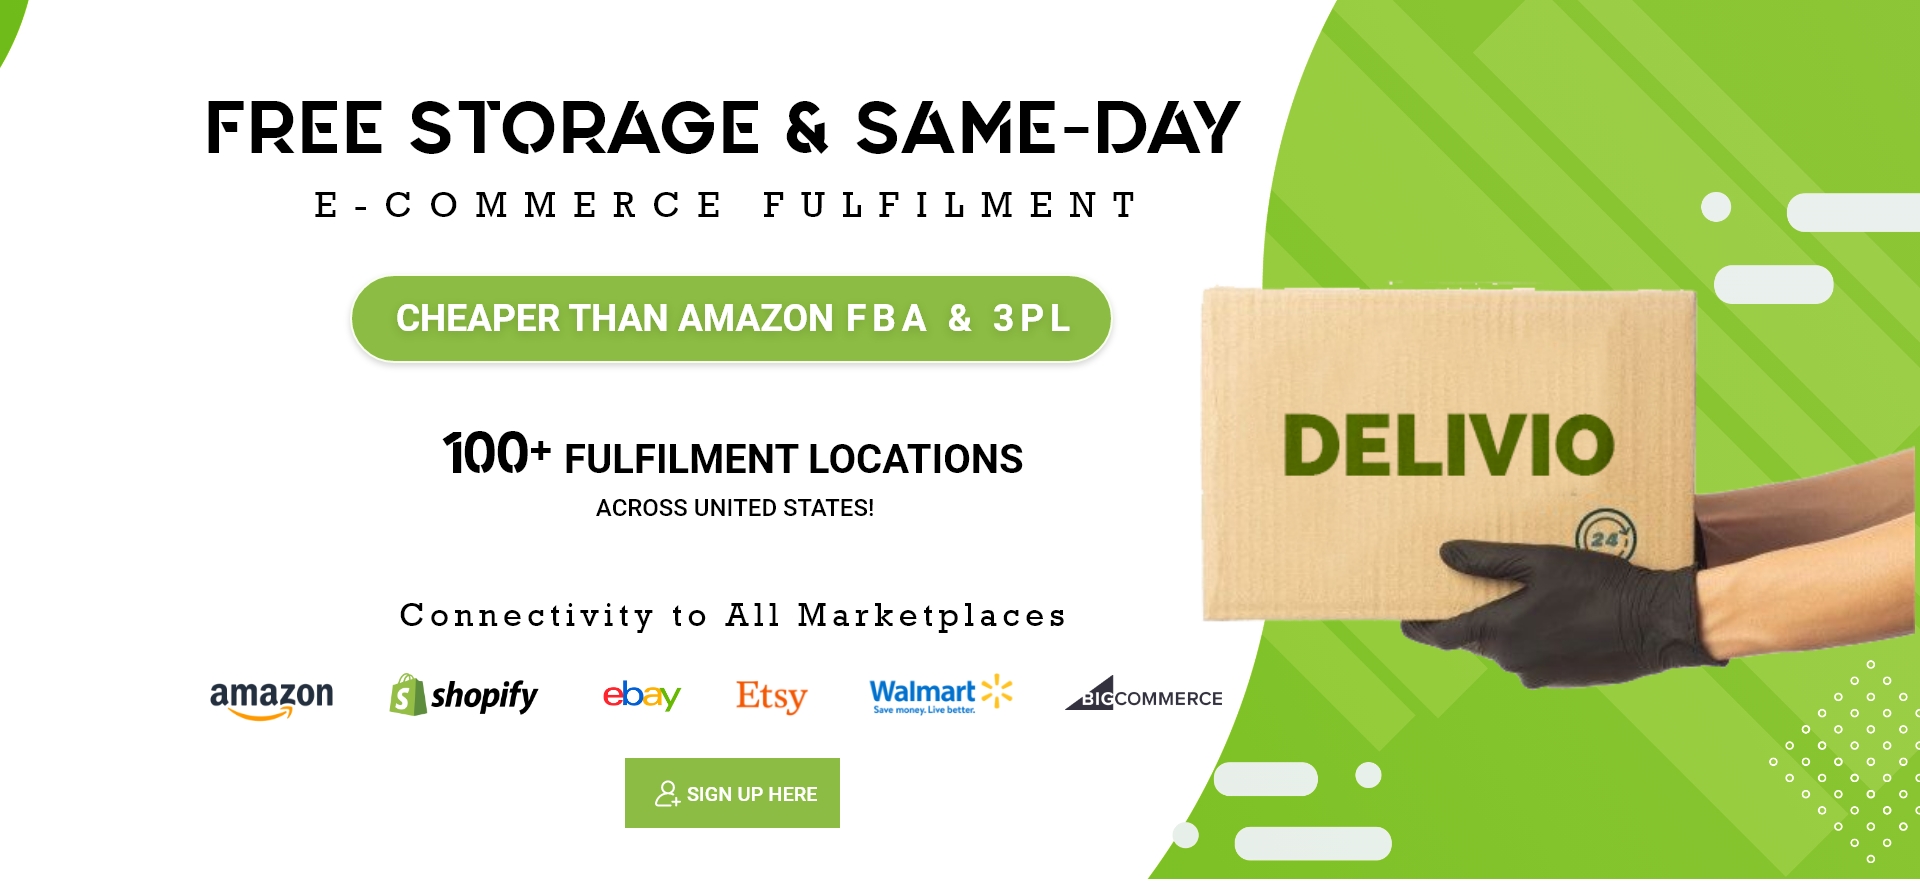 FREE STORAGE & SAME-DAY
E-COMMERCE FULFILMENT
CHEAPER THAN AMAZON FBA & 3PL
100+ FULFILMENT LOCATIONS
ACROSS UNITED STATES!
Connectivity to All Marketplaces
amazon
shopify
ebay
Etsy
Walmart
Save money. Live better.
BIGCOMMERCE
SIGN UP HERE
DELIVIO
24